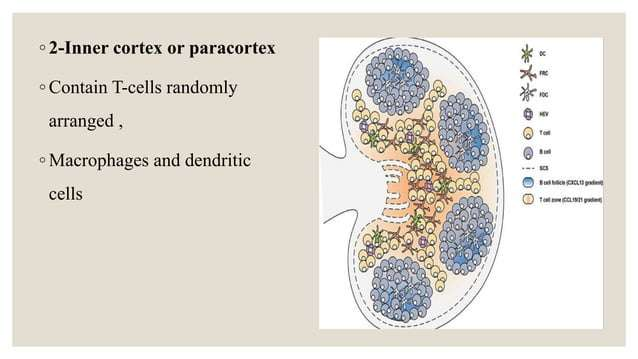 ◦ 2-Inner cortex or paracortex
◦ Contain T-cells randomly
arranged ,
◦ Macrophages and dendritic
cells
DC
FRC
FDC
HEV
T cell
B cell
SCS
B cell follicle (CXCL13 gradient)
T cell zone (CCL19/21 gradient)